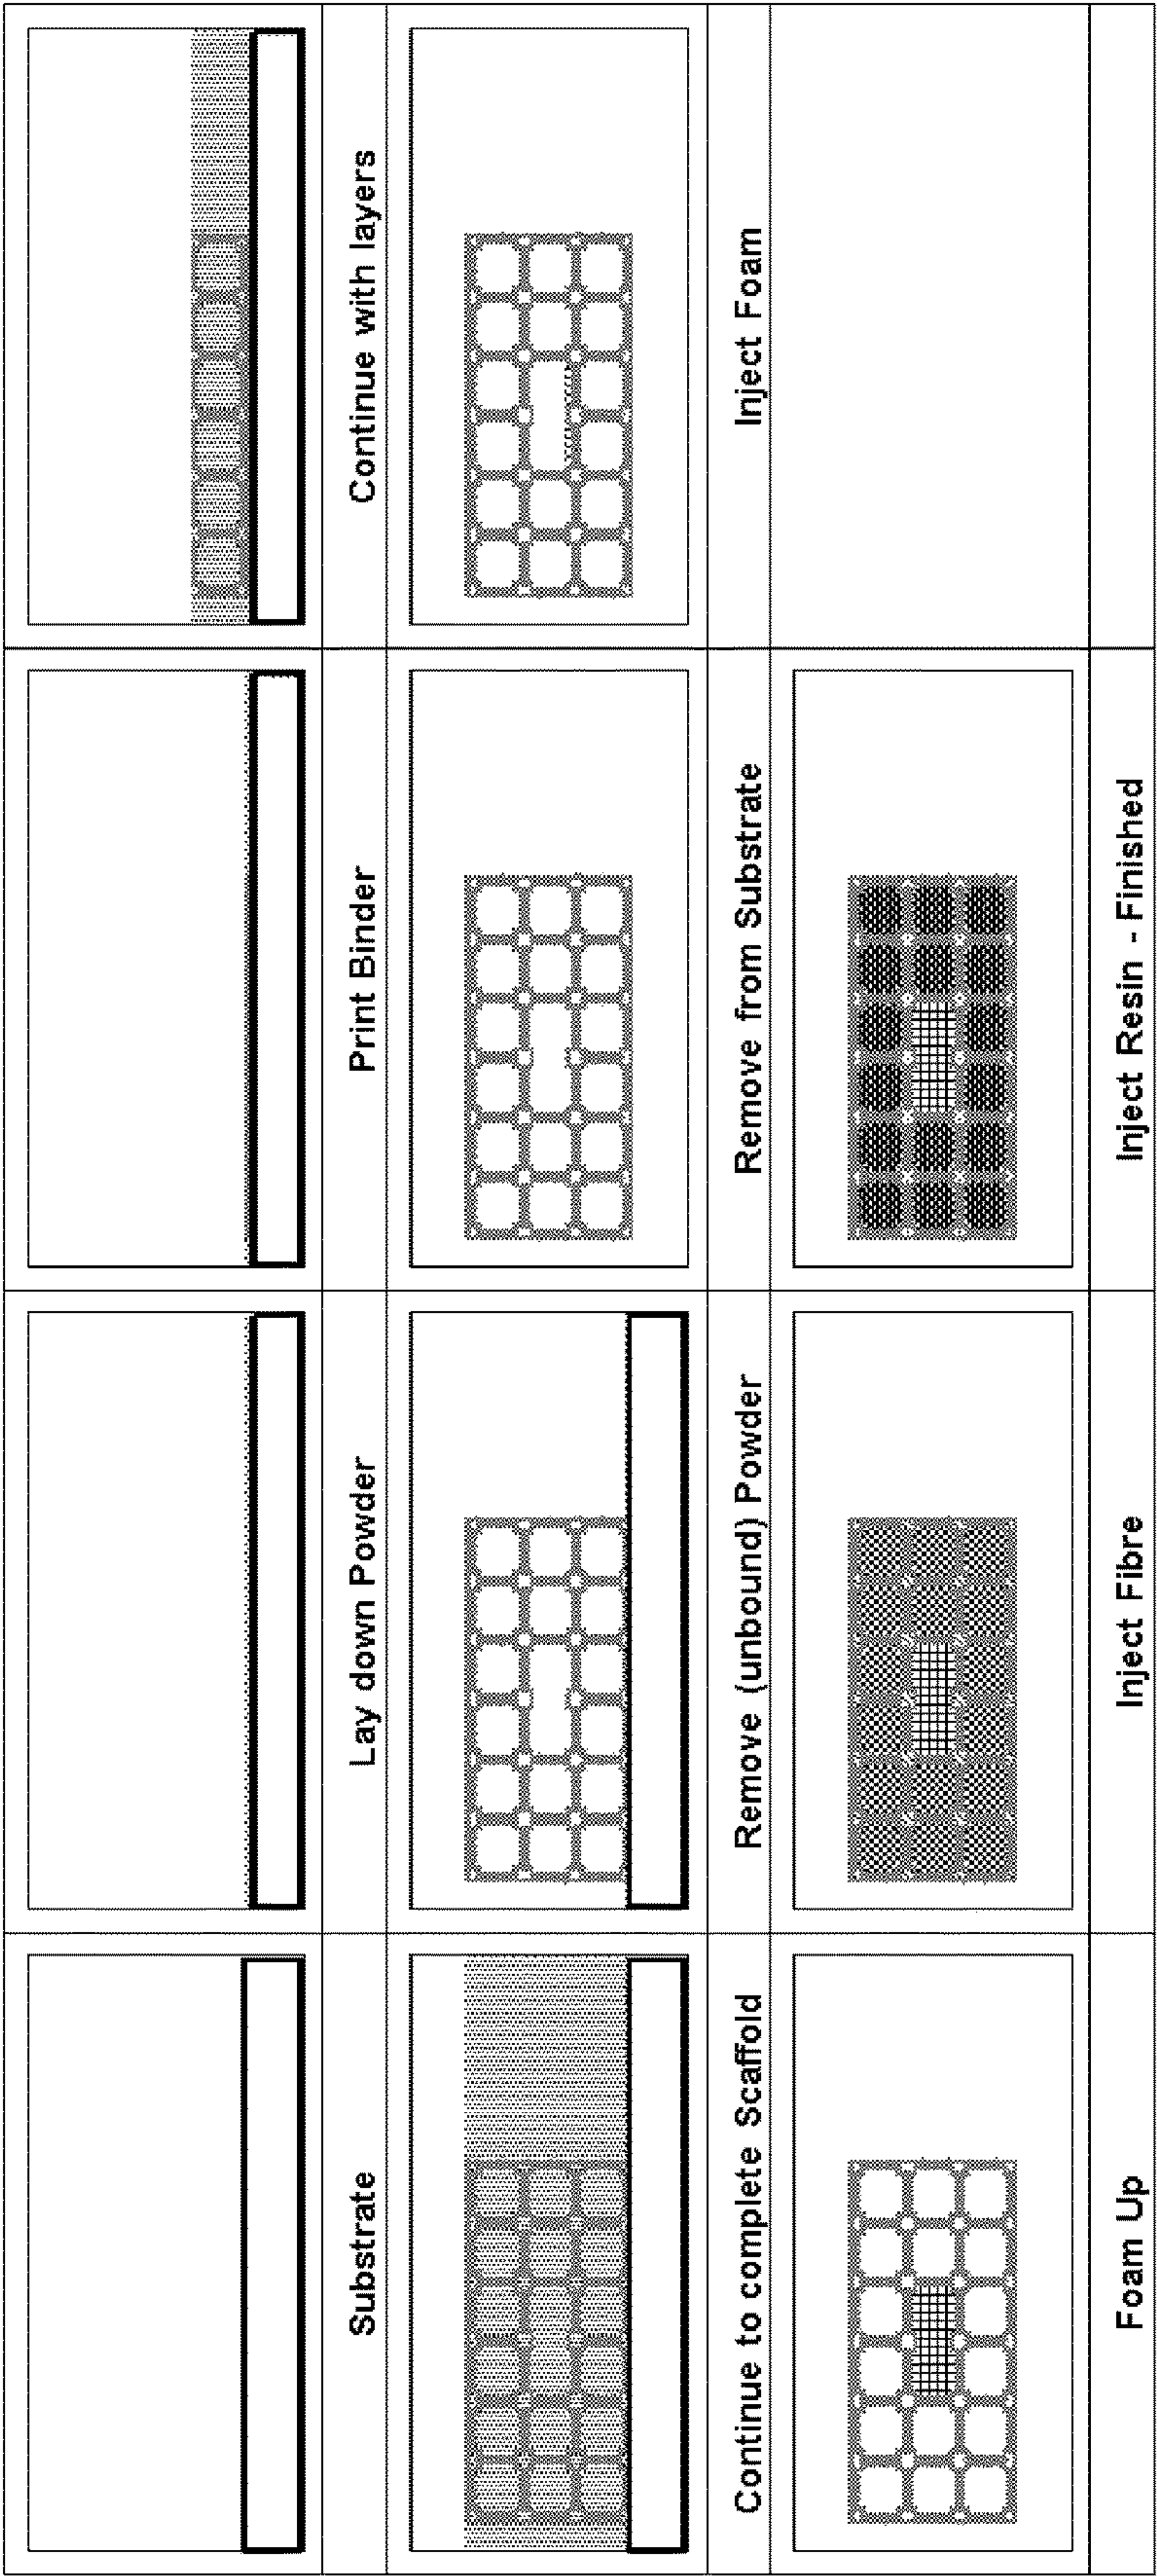 Substrate
Lay down Powder
Print Binder
Continue with layers
Continue to complete Scaffold
Remove (unbound) Powder
Remove from Substrate
Inject Foam
Foam Up
Inject Fibre
Inject Resin - Finished